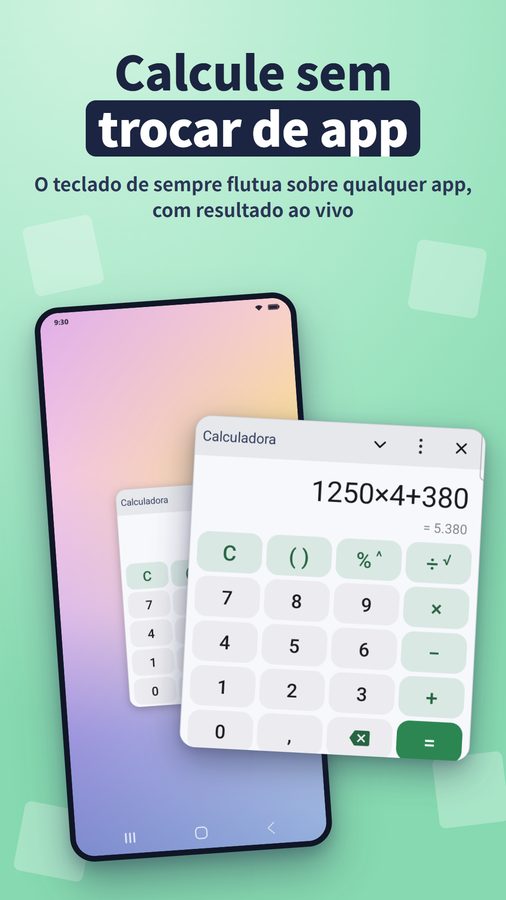 Calcule sem
trocar de app
O teclado de sempre flutua sobre qualquer app,
com resultado ao vivo
9:30
Calculadora
C
7
4
1
0
Calculadora
1250×4+380
= 5.380
C ( ) % ^ ÷ √
7 8 9 ×
4 5 6 −
1 2 3 +
0 , =